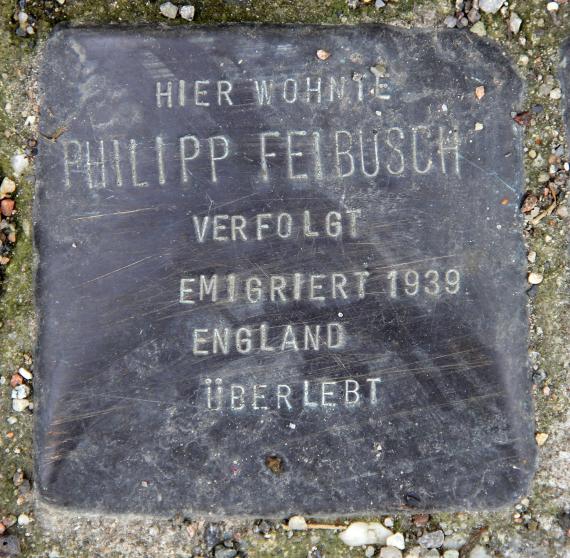 HIER WOHNTE
PHILIPP FEIBUSCH
VERFOLGT
EMIGRIERT 1939
ENGLAND
ÜBERLEBT